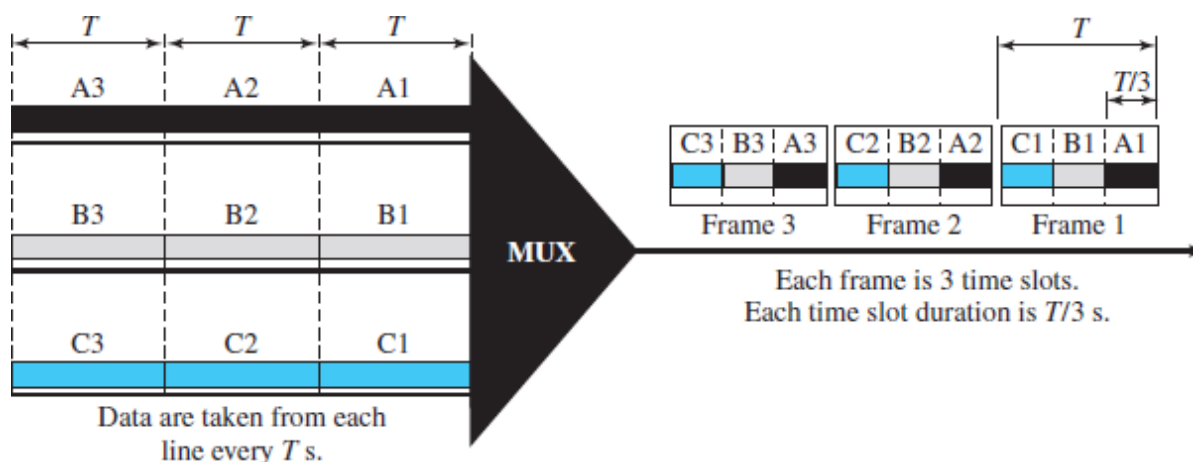 T T T
A3 A2 A1
B3 B2 B1
C3 C2 C1
Data are taken from each
line every T s.
MUX
T
T/3
C3 B3 A3 C2 B2 A2 C1 B1 A1
Frame 3 Frame 2 Frame 1
Each frame is 3 time slots.
Each time slot duration is T/3 s.